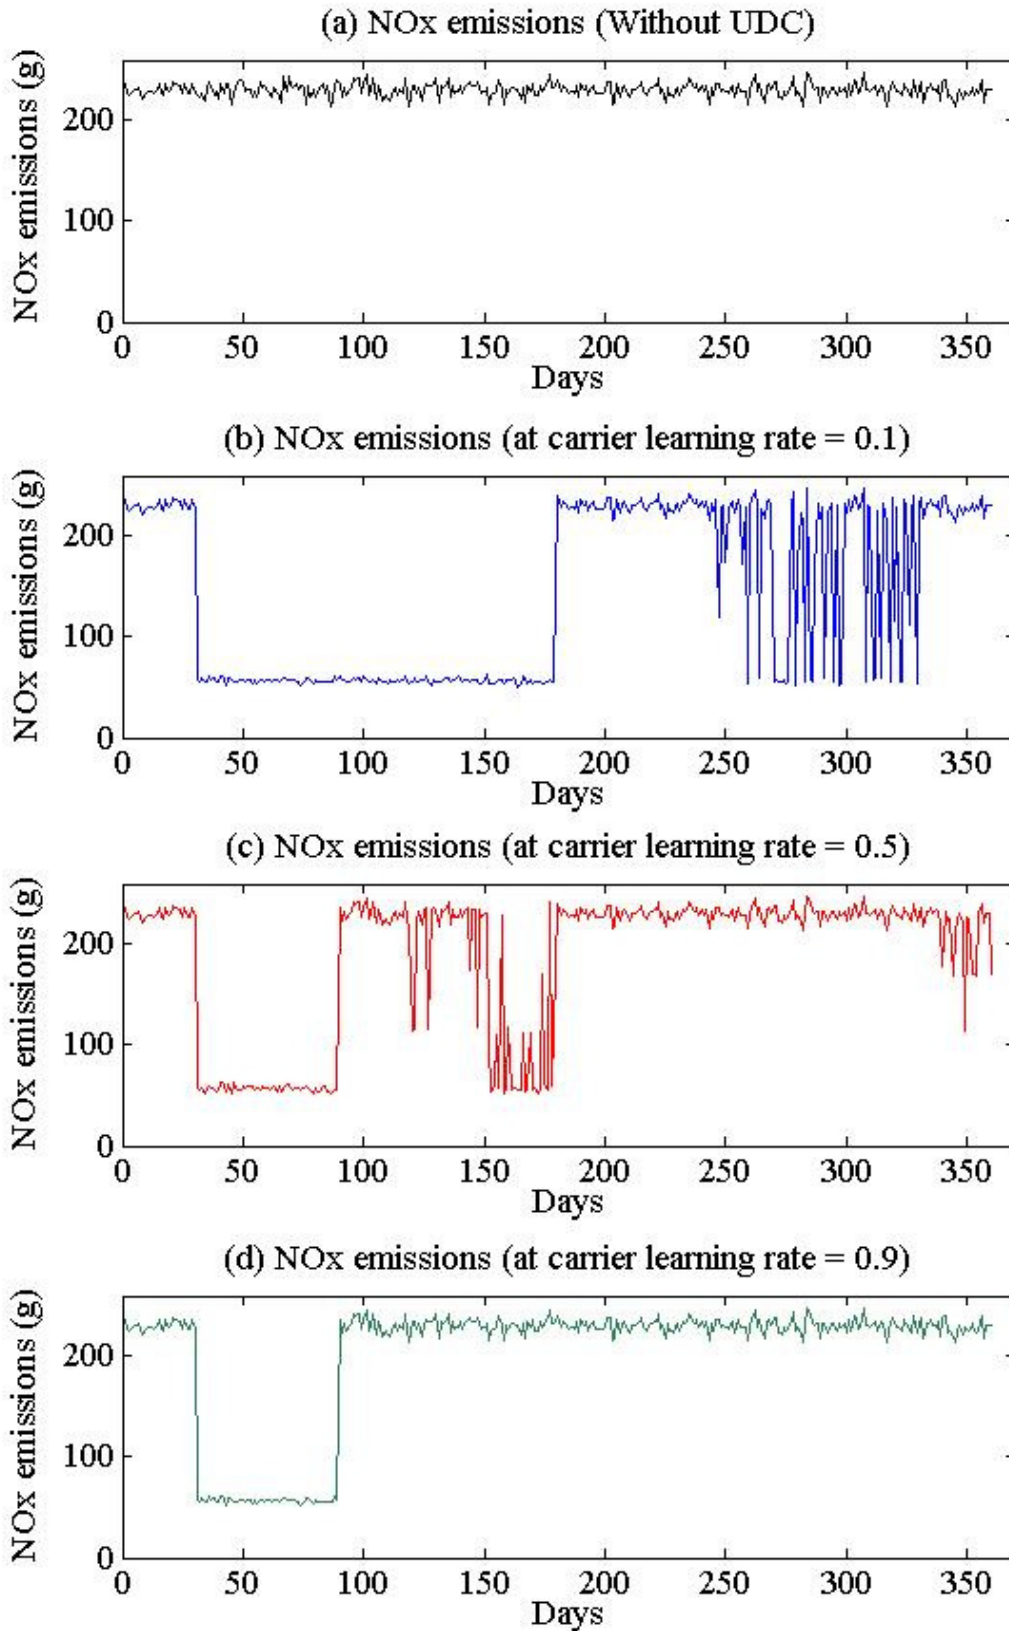 (a) NOx emissions (Without UDC)
NOx emissions (g)
200
100
0
0 50 100 150 200 250 300 350
Days
(b) NOx emissions (at carrier learning rate = 0.1)
NOx emissions (g)
200
100
0
0 50 100 150 200 250 300 350
Days
(c) NOx emissions (at carrier learning rate = 0.5)
NOx emissions (g)
200
100
0
0 50 100 150 200 250 300 350
Days
(d) NOx emissions (at carrier learning rate = 0.9)
NOx emissions (g)
200
100
0
0 50 100 150 200 250 300 350
Days